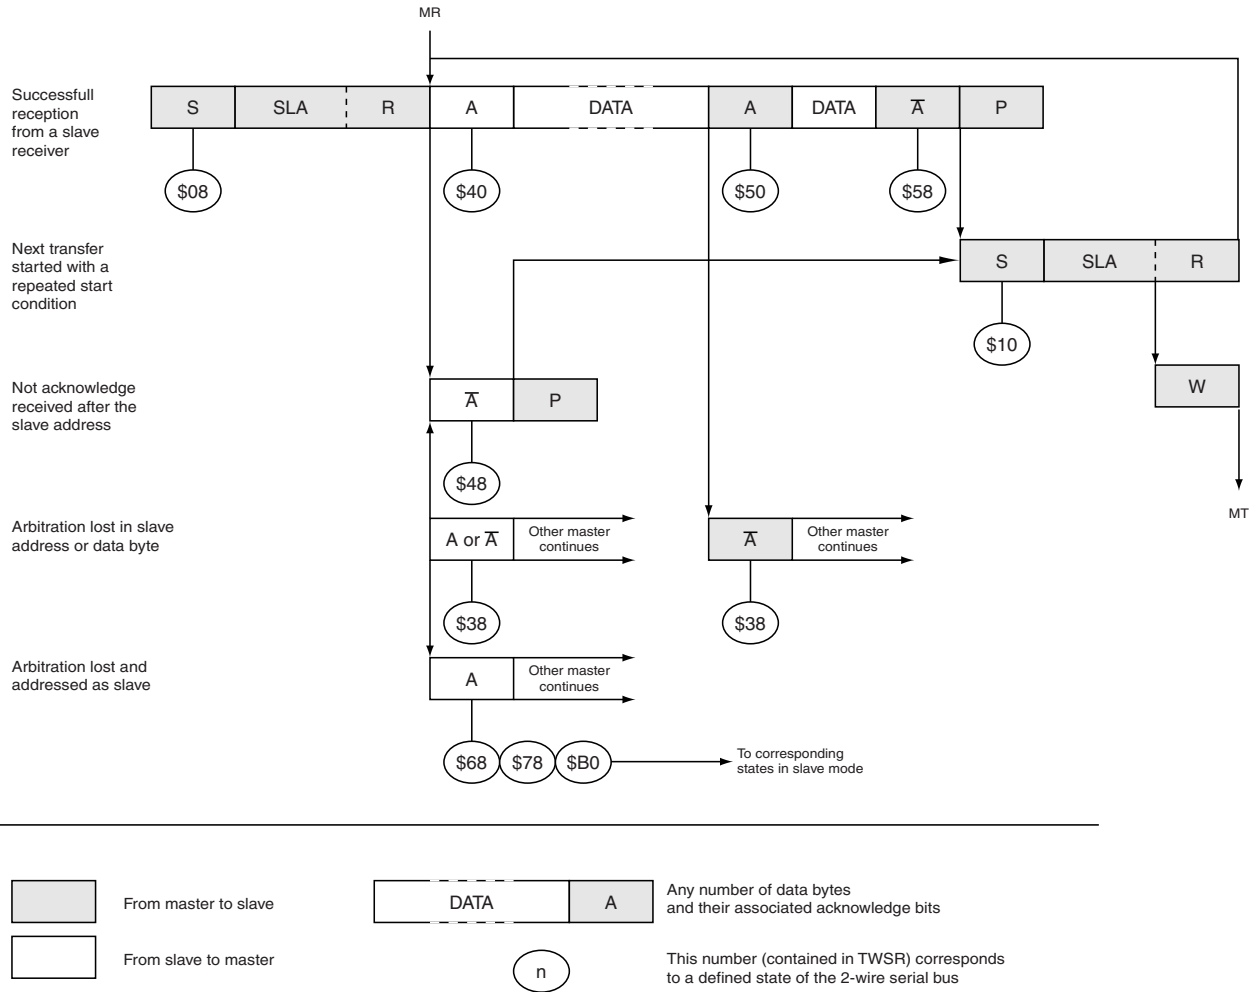 MR
Successfull
reception
from a slave
receiver
S SLA R A DATA A DATA A̅ P
$08 $40 $50 $58
Next transfer
started with a
repeated start
condition
S SLA R
$10
Not acknowledge
received after the
slave address
A̅ P
W
$48
MT
Arbitration lost in slave
address or data byte
A or A̅
Other master
continues
A̅
Other master
continues
$38 $38
Arbitration lost and
addressed as slave
A
Other master
continues
$68 $78 $B0
To corresponding
states in slave mode
From master to slave
DATA A
Any number of data bytes
and their associated acknowledge bits
From slave to master
n
This number (contained in TWSR) corresponds
to a defined state of the 2-wire serial bus